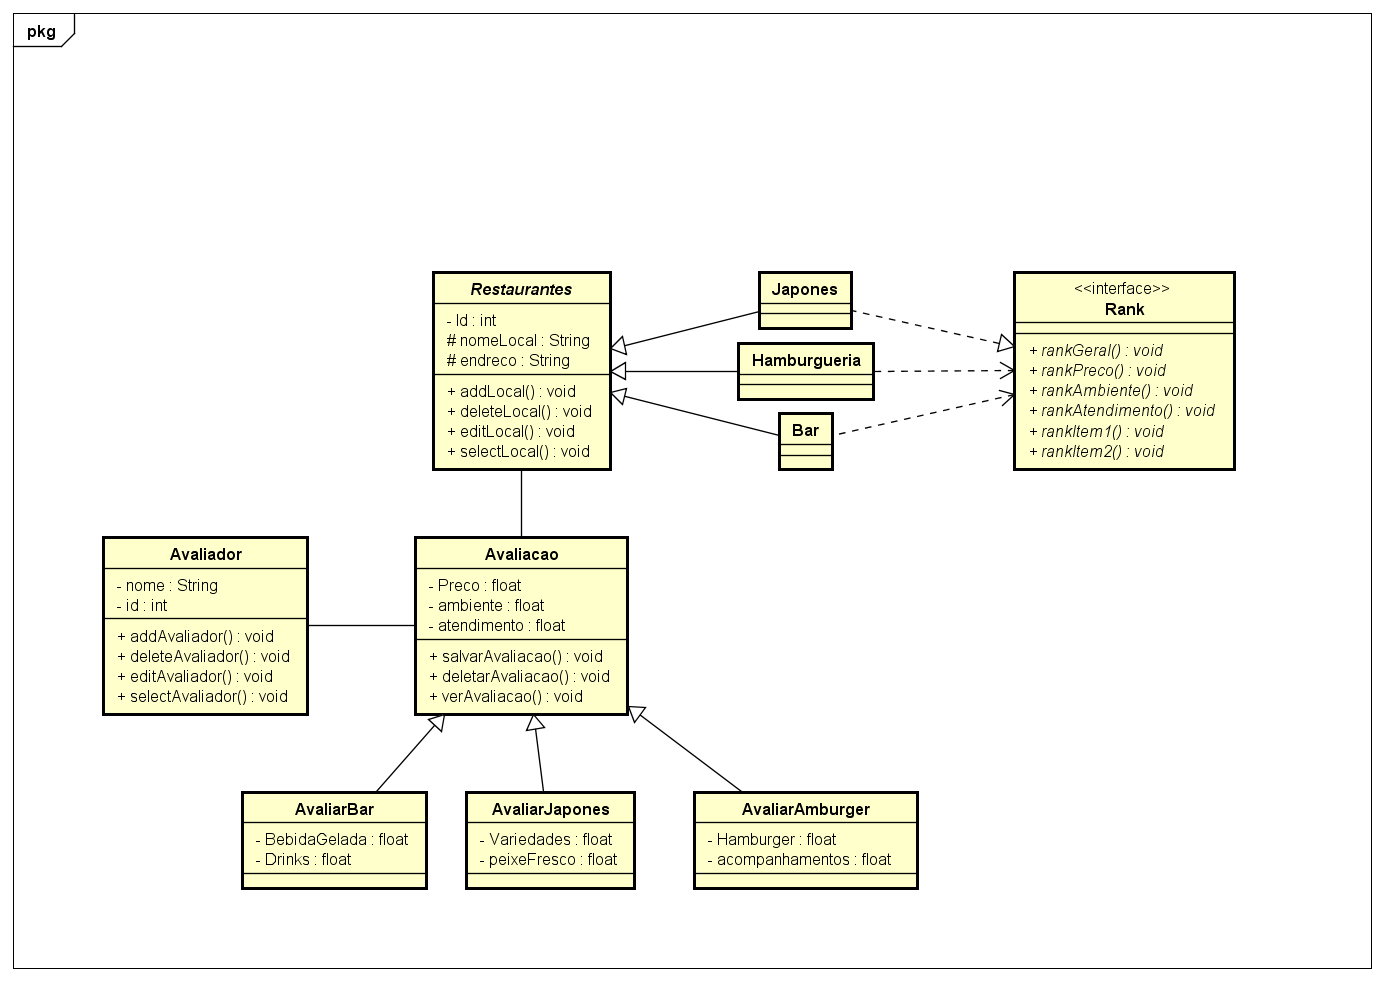 pkg
Restaurantes
- Id : int
# nomeLocal : String
# endreco : String
+ addLocal() : void
+ deleteLocal() : void
+ editLocal() : void
+ selectLocal() : void
Japones
Hamburgueria
Bar
<<interface>>
Rank
+ rankGeral() : void
+ rankPreco() : void
+ rankAmbiente() : void
+ rankAtendimento() : void
+ rankItem1() : void
+ rankItem2() : void
Avaliador
- nome : String
- id : int
+ addAvaliador() : void
+ deleteAvaliador() : void
+ editAvaliador() : void
+ selectAvaliador() : void
Avaliacao
- Preco : float
- ambiente : float
- atendimento : float
+ salvarAvaliacao() : void
+ deletarAvaliacao() : void
+ verAvaliacao() : void
AvaliarBar
- BebidaGelada : float
- Drinks : float
AvaliarJapones
- Variedades : float
- peixeFresco : float
AvaliarAmburger
- Hamburger : float
- acompanhamentos : float